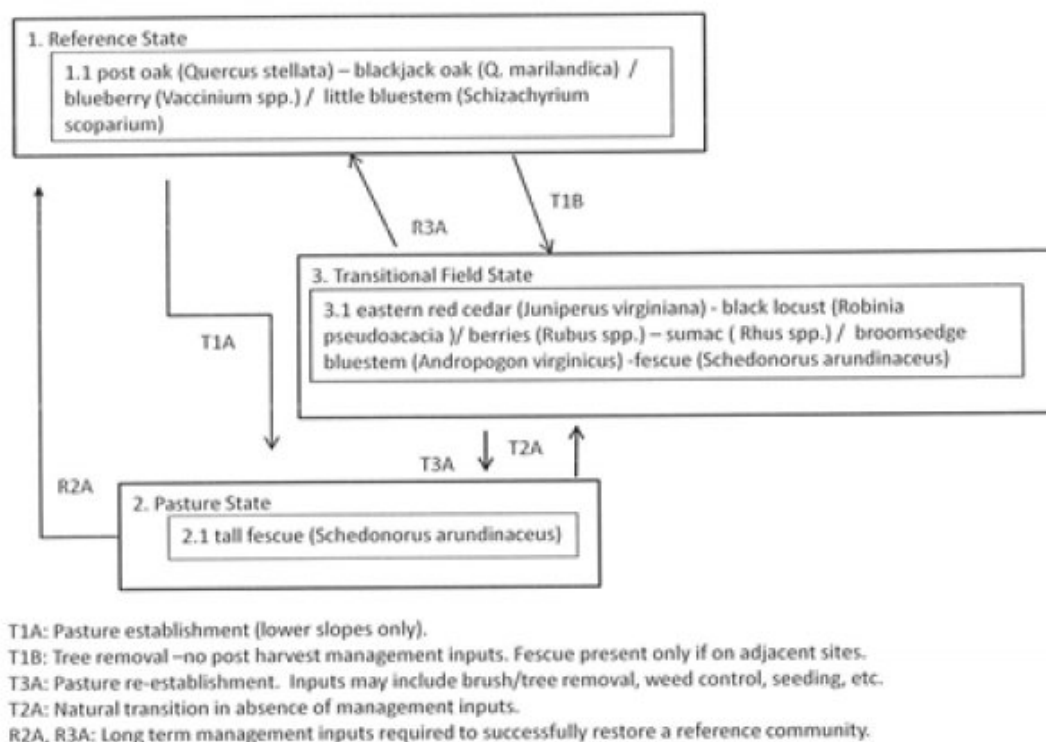 1. Reference State
1.1 post oak (Quercus stellata) – blackjack oak (Q. marilandica) /
blueberry (Vaccinium spp.) / little bluestem (Schizachyrium
scoparium)
T1B
R3A
3. Transitional Field State
3.1 eastern red cedar (Juniperus virginiana) - black locust (Robinia
pseudoacacia )/ berries (Rubus spp.) – sumac ( Rhus spp.) / broomsedge
bluestem (Andropogon virginicus) -fescue (Schedonorus arundinaceus)
T1A
T3A
T2A
R2A
2. Pasture State
2.1 tall fescue (Schedonorus arundinaceus)
T1A: Pasture establishment (lower slopes only).
T1B: Tree removal –no post harvest management inputs. Fescue present only if on adjacent sites.
T3A: Pasture re-establishment. Inputs may include brush/tree removal, weed control, seeding, etc.
T2A: Natural transition in absence of management inputs.
R2A, R3A: Long term management inputs required to successfully restore a reference community.